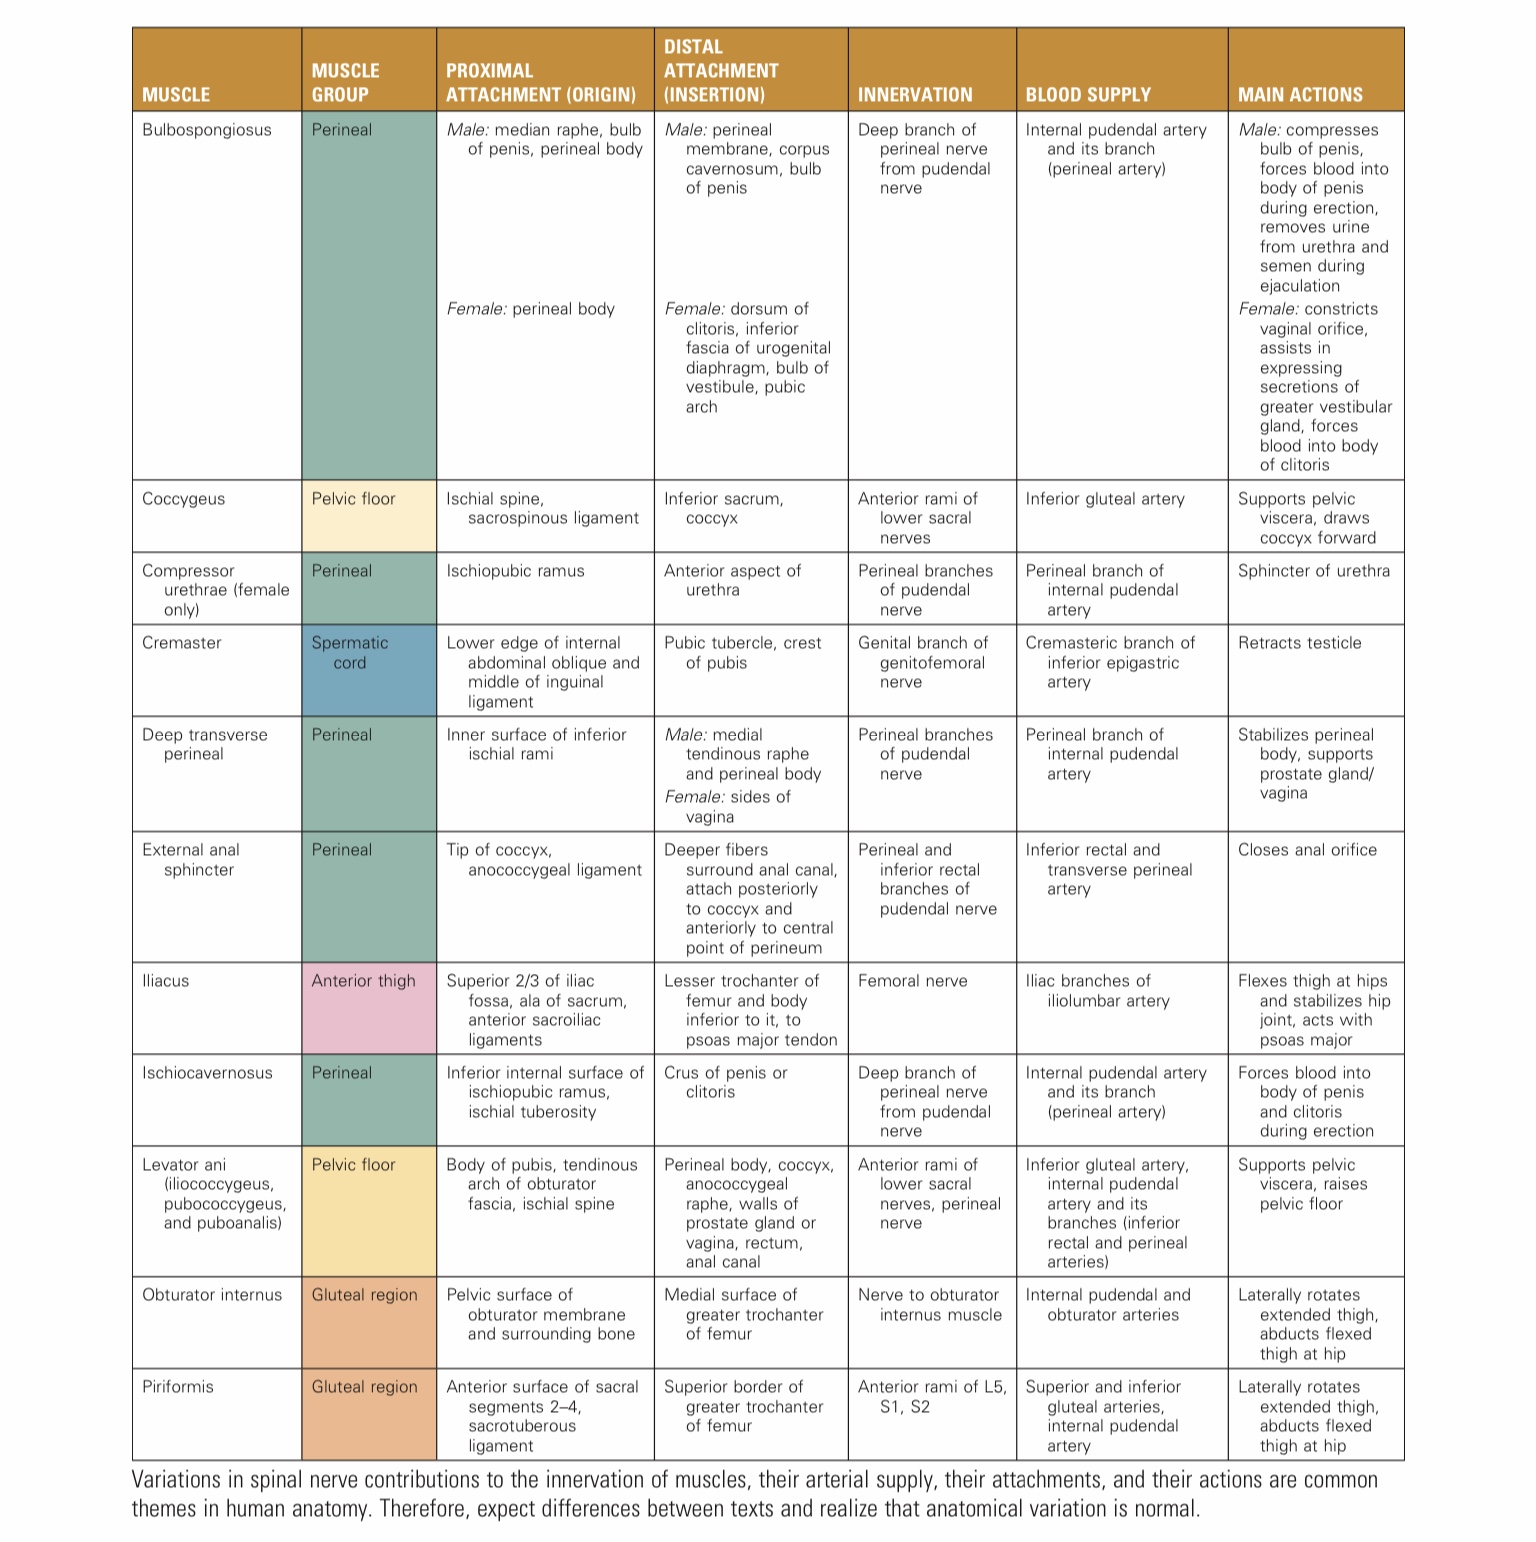 MUSCLE
MUSCLE
GROUP
PROXIMAL
ATTACHMENT (ORIGIN)
DISTAL
ATTACHMENT
(INSERTION)
INNERVATION
BLOOD SUPPLY
MAIN ACTIONS
Bulbospongiosus
Perineal
Male: median raphe, bulb
of penis, perineal body
Female: perineal body
Male: perineal
membrane, corpus
cavernosum, bulb
of penis
Female: dorsum of
clitoris, inferior
fascia of urogenital
diaphragm, bulb of
vestibule, pubic
arch
Deep branch of
perineal nerve
from pudendal
nerve
Internal pudendal artery
and its branch
(perineal artery)
Male: compresses
bulb of penis,
forces blood into
body of penis
during erection,
removes urine
from urethra and
semen during
ejaculation
Female: constricts
vaginal orifice,
assists in
expressing
secretions of
greater vestibular
gland, forces
blood into body
of clitoris
Coccygeus
Pelvic floor
Ischial spine,
sacrospinous ligament
Inferior sacrum,
coccyx
Anterior rami of
lower sacral
nerves
Inferior gluteal artery
Supports pelvic
viscera, draws
coccyx forward
Compressor
urethrae (female
only)
Perineal
Ischiopubic ramus
Anterior aspect of
urethra
Perineal branches
of pudendal
nerve
Perineal branch of
internal pudendal
artery
Sphincter of urethra
Cremaster
Spermatic
cord
Lower edge of internal
abdominal oblique and
middle of inguinal
ligament
Pubic tubercle, crest
of pubis
Genital branch of
genitofemoral
nerve
Cremasteric branch of
inferior epigastric
artery
Retracts testicle
Deep transverse
perineal
Perineal
Inner surface of inferior
ischial rami
Male: medial
tendinous raphe
and perineal body
Female: sides of
vagina
Perineal branches
of pudendal
nerve
Perineal branch of
internal pudendal
artery
Stabilizes perineal
body, supports
prostate gland/
vagina
External anal
sphincter
Perineal
Tip of coccyx,
anococcygeal ligament
Deeper fibers
surround anal canal,
attach posteriorly
to coccyx and
anteriorly to central
point of perineum
Perineal and
inferior rectal
branches of
pudendal nerve
Inferior rectal and
transverse perineal
artery
Closes anal orifice
Iliacus
Anterior thigh
Superior 2/3 of iliac
fossa, ala of sacrum,
anterior sacroiliac
ligaments
Lesser trochanter of
femur and body
inferior to it, to
psoas major tendon
Femoral nerve
Iliac branches of
iliolumbar artery
Flexes thigh at hips
and stabilizes hip
joint, acts with
psoas major
Ischiocavernosus
Perineal
Inferior internal surface of
ischiopubic ramus,
ischial tuberosity
Crus of penis or
clitoris
Deep branch of
perineal nerve
from pudendal
nerve
Internal pudendal artery
and its branch
(perineal artery)
Forces blood into
body of penis
and clitoris
during erection
Levator ani
(iliococcygeus,
pubococcygeus,
and puboanalis)
Pelvic floor
Body of pubis, tendinous
arch of obturator
fascia, ischial spine
Perineal body, coccyx,
anococcygeal
raphe, walls of
prostate gland or
vagina, rectum,
anal canal
Anterior rami of
lower sacral
nerves, perineal
nerve
Inferior gluteal artery,
internal pudendal
artery and its
branches (inferior
rectal and perineal
arteries)
Supports pelvic
viscera, raises
pelvic floor
Obturator internus
Gluteal region
Pelvic surface of
obturator membrane
and surrounding bone
Medial surface of
greater trochanter
of femur
Nerve to obturator
internus muscle
Internal pudendal and
obturator arteries
Laterally rotates
extended thigh,
abducts flexed
thigh at hip
Piriformis
Gluteal region
Anterior surface of sacral
segments 2–4,
sacrotuberous
ligament
Superior border of
greater trochanter
of femur
Anterior rami of L5,
S1, S2
Superior and inferior
gluteal arteries,
internal pudendal
artery
Laterally rotates
extended thigh,
abducts flexed
thigh at hip
Variations in spinal nerve contributions to the innervation of muscles, their arterial supply, their attachments, and their actions are common
themes in human anatomy. Therefore, expect differences between texts and realize that anatomical variation is normal.